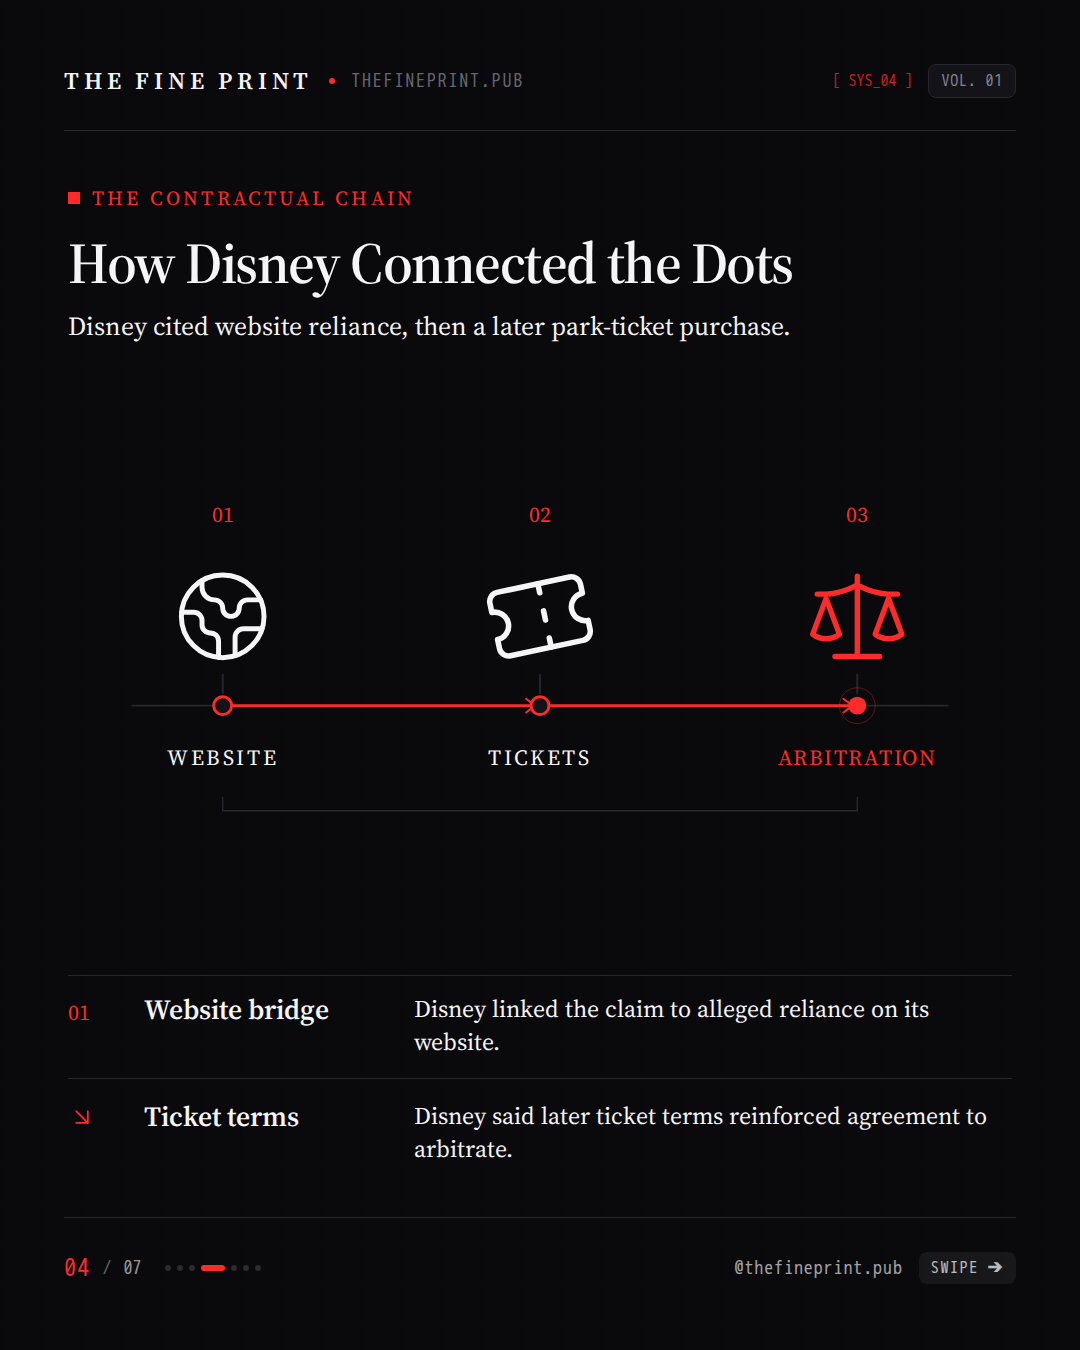 THE FINE PRINT • THEFINEPRINT.PUB
[ SYS_04 ] VOL. 01
THE CONTRACTUAL CHAIN
How Disney Connected the Dots
Disney cited website reliance, then a later park-ticket purchase.
01 02 03
WEBSITE TICKETS ARBITRATION
01 Website bridge Disney linked the claim to alleged reliance on its
website.
Ticket terms Disney said later ticket terms reinforced agreement to
arbitrate.
04 / 07
@thefineprint.pub SWIPE ➔